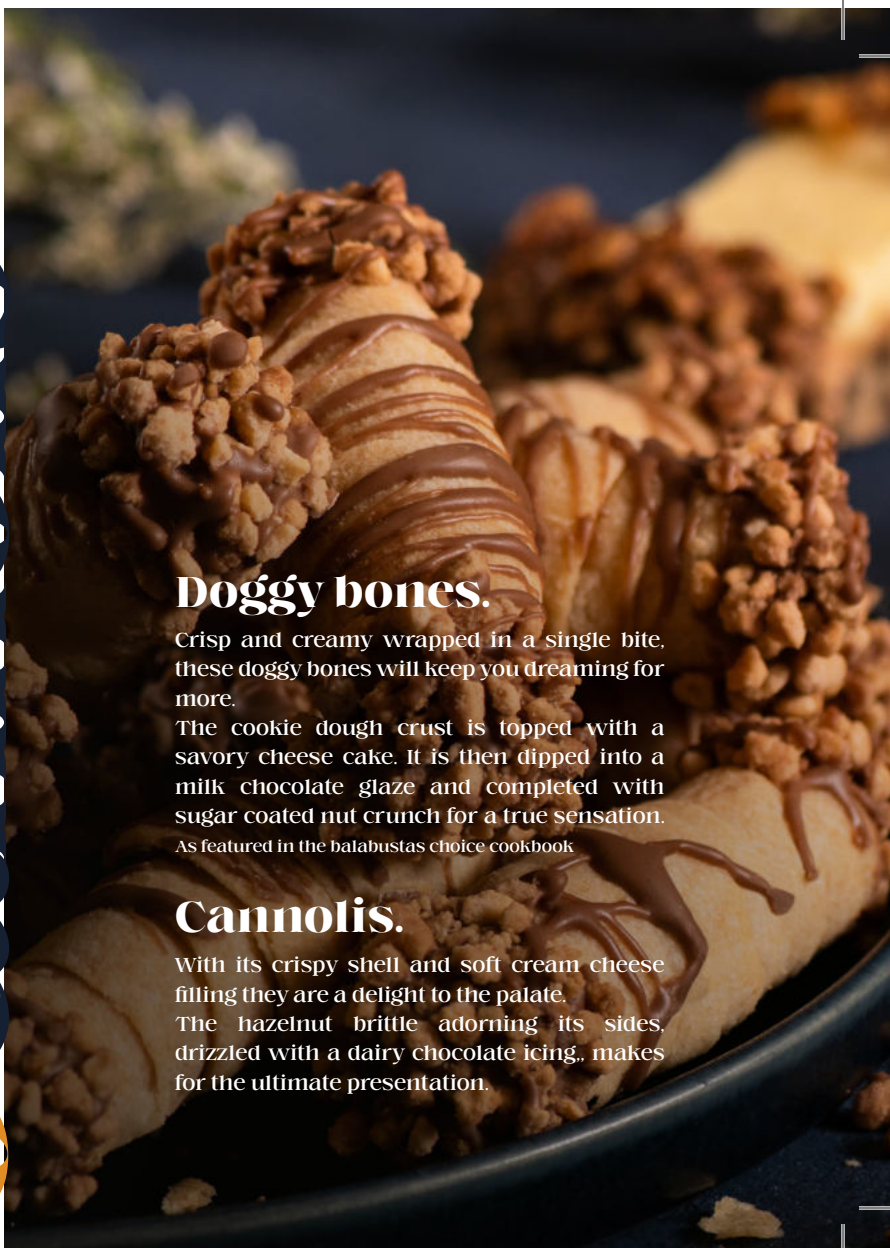 Doggy bones.
Crisp and creamy wrapped in a single bite,
these doggy bones will keep you dreaming for
more.
The cookie dough crust is topped with a
savory cheese cake. It is then dipped into a
milk chocolate glaze and completed with
sugar coated nut crunch for a true sensation.
As featured in the balabustas choice cookbook
Cannolis.
With its crispy shell and soft cream cheese
filling they are a delight to the palate.
The hazelnut brittle adorning its sides,
drizzled with a dairy chocolate icing,, makes
for the ultimate presentation.